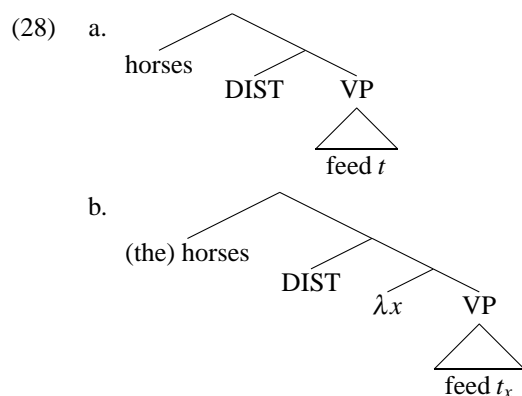 (28) a.
horses
DIST VP
feed t
b.
(the) horses
DIST
λx VP
feed tₓ